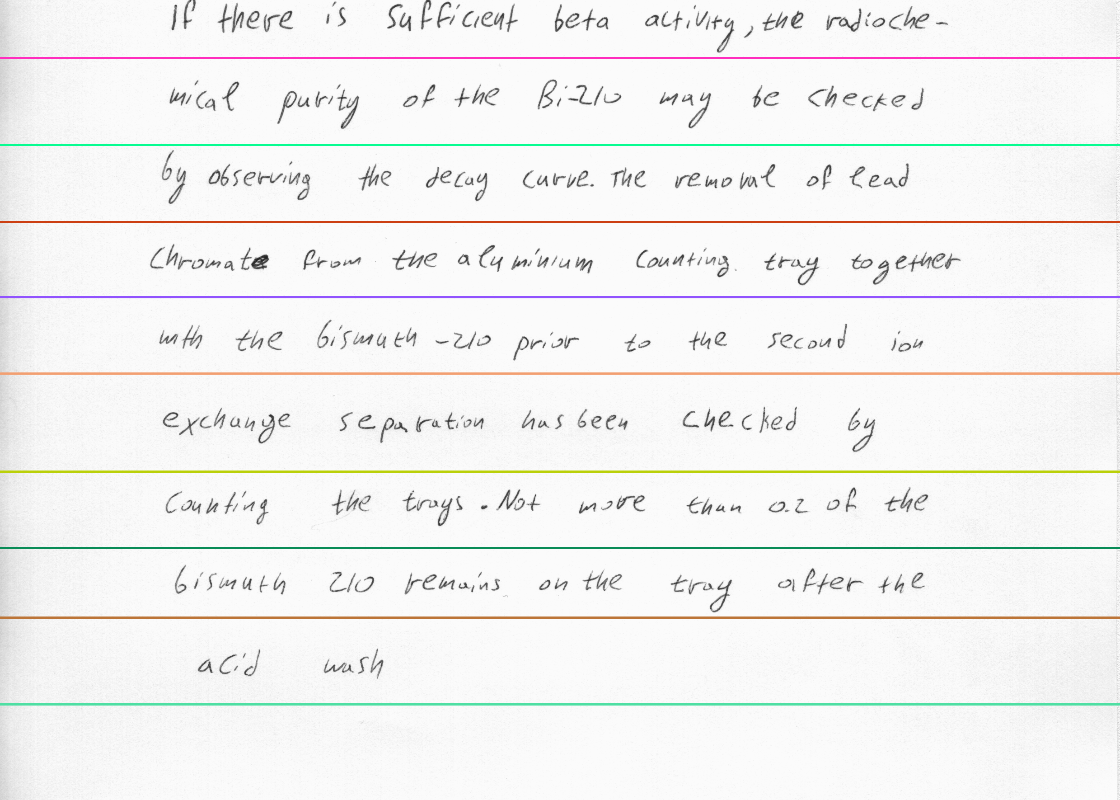 If there is sufficient beta activity, the radioche-
mical purity of the Bi-210 may be checked
by observing the decay curve. The removal of lead
chromate from the aluminium counting tray together
with the bismuth -210 prior to the second ion
exchange separation has been checked by
counting the trays. Not more than 0.2 of the
bismuth 210 remains on the tray after the
acid wash